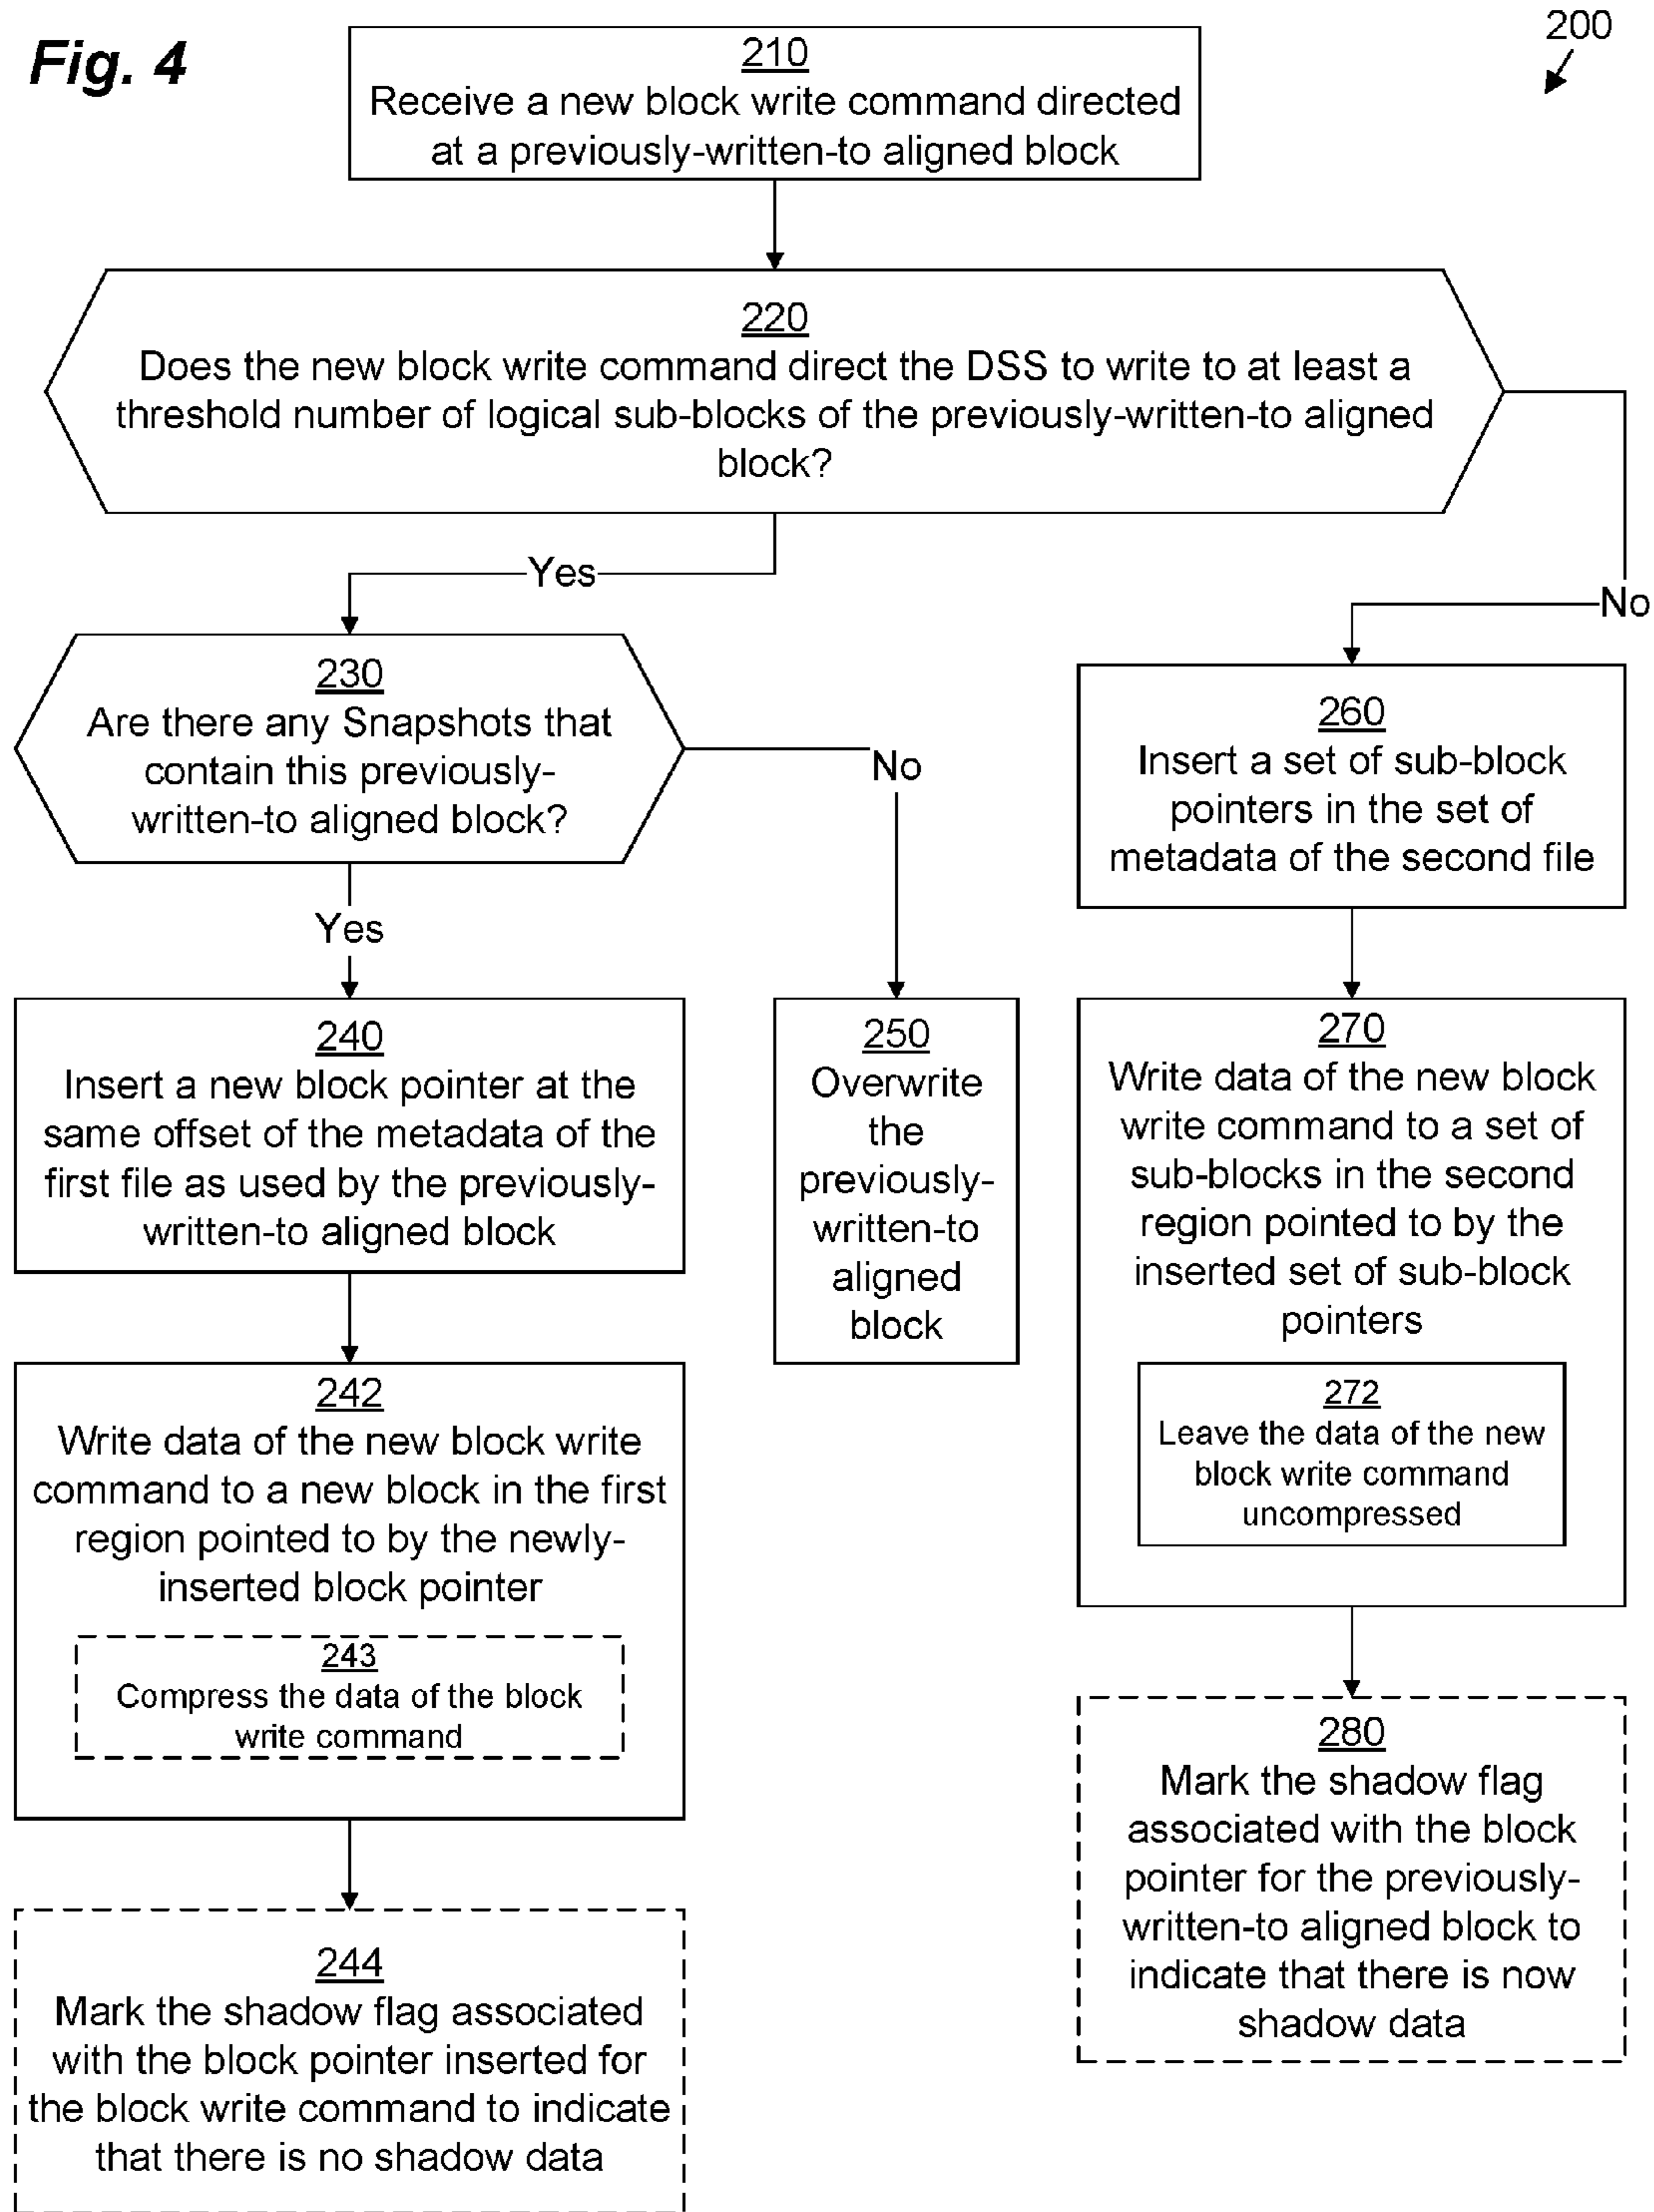 Fig. 4
200
210
Receive a new block write command directed
at a previously-written-to aligned block
220
Does the new block write command direct the DSS to write to at least a
threshold number of logical sub-blocks of the previously-written-to aligned
block?
Yes
No
230
Are there any Snapshots that
contain this previously-
written-to aligned block?
No
Yes
240
Insert a new block pointer at the
same offset of the metadata of the
first file as used by the previously-
written-to aligned block
242
Write data of the new block write
command to a new block in the first
region pointed to by the newly-
inserted block pointer
243
Compress the data of the block
write command
244
Mark the shadow flag associated
with the block pointer inserted for
the block write command to indicate
that there is no shadow data
250
Overwrite
the
previously-
written-to
aligned
block
260
Insert a set of sub-block
pointers in the set of
metadata of the second file
270
Write data of the new block
write command to a set of
sub-blocks in the second
region pointed to by the
inserted set of sub-block
pointers
272
Leave the data of the new
block write command
uncompressed
280
Mark the shadow flag
associated with the block
pointer for the previously-
written-to aligned block to
indicate that there is now
shadow data